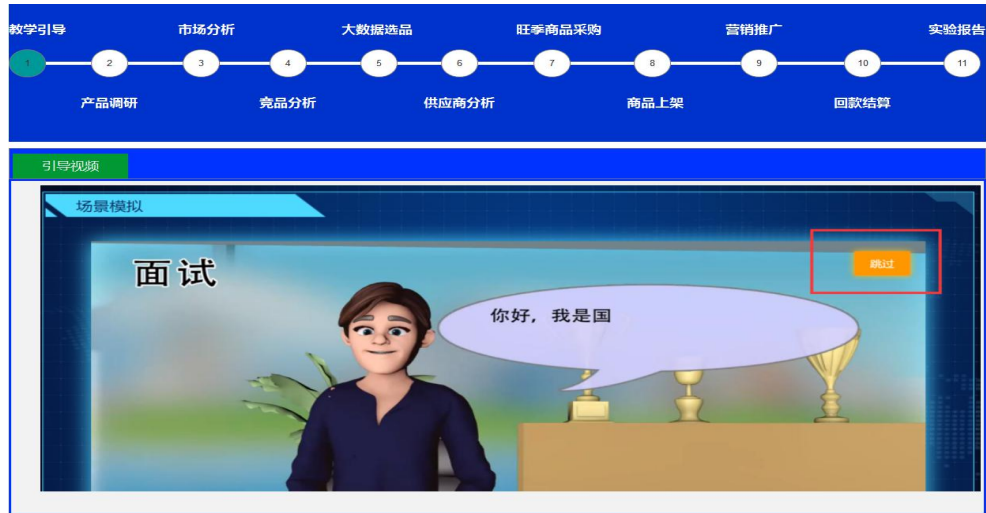 教学引导 市场分析 大数据选品 旺季商品采购 营销推广 实验报告
1 2 3 4 5 6 7 8 9 10 11
产品调研 竞品分析 供应商分析 商品上架 回款结算
引导视频
场景模拟
面试
跳过
你好，我是国